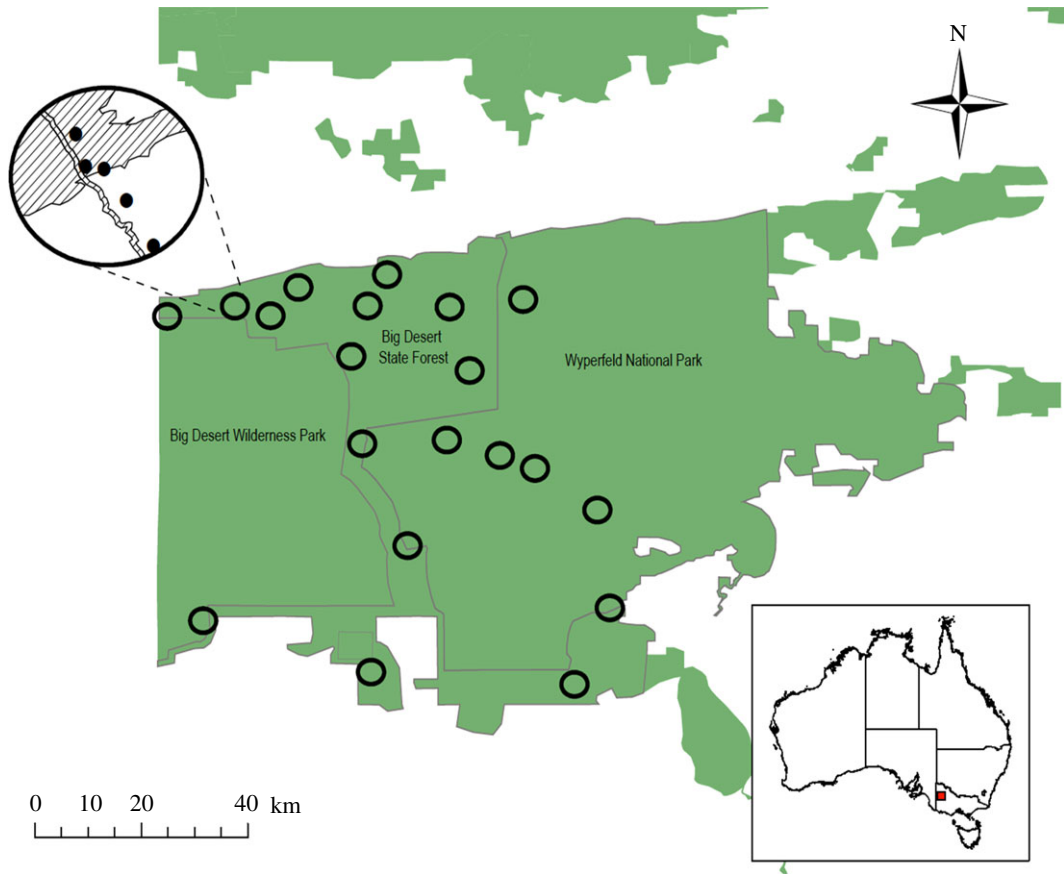 N
Big Desert
State Forest
Wyperfeld National Park
Big Desert Wilderness Park
0 10 20 40 km